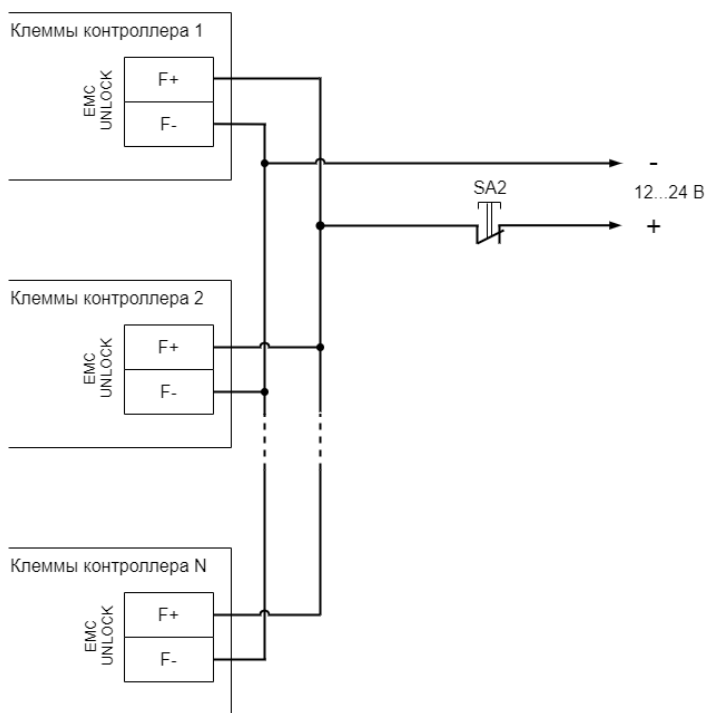 Клеммы контроллера 1
EMC
UNLOCK
F+
F-
-
12...24 В
+
SA2
Клеммы контроллера 2
EMC
UNLOCK
F+
F-
Клеммы контроллера N
EMC
UNLOCK
F+
F-